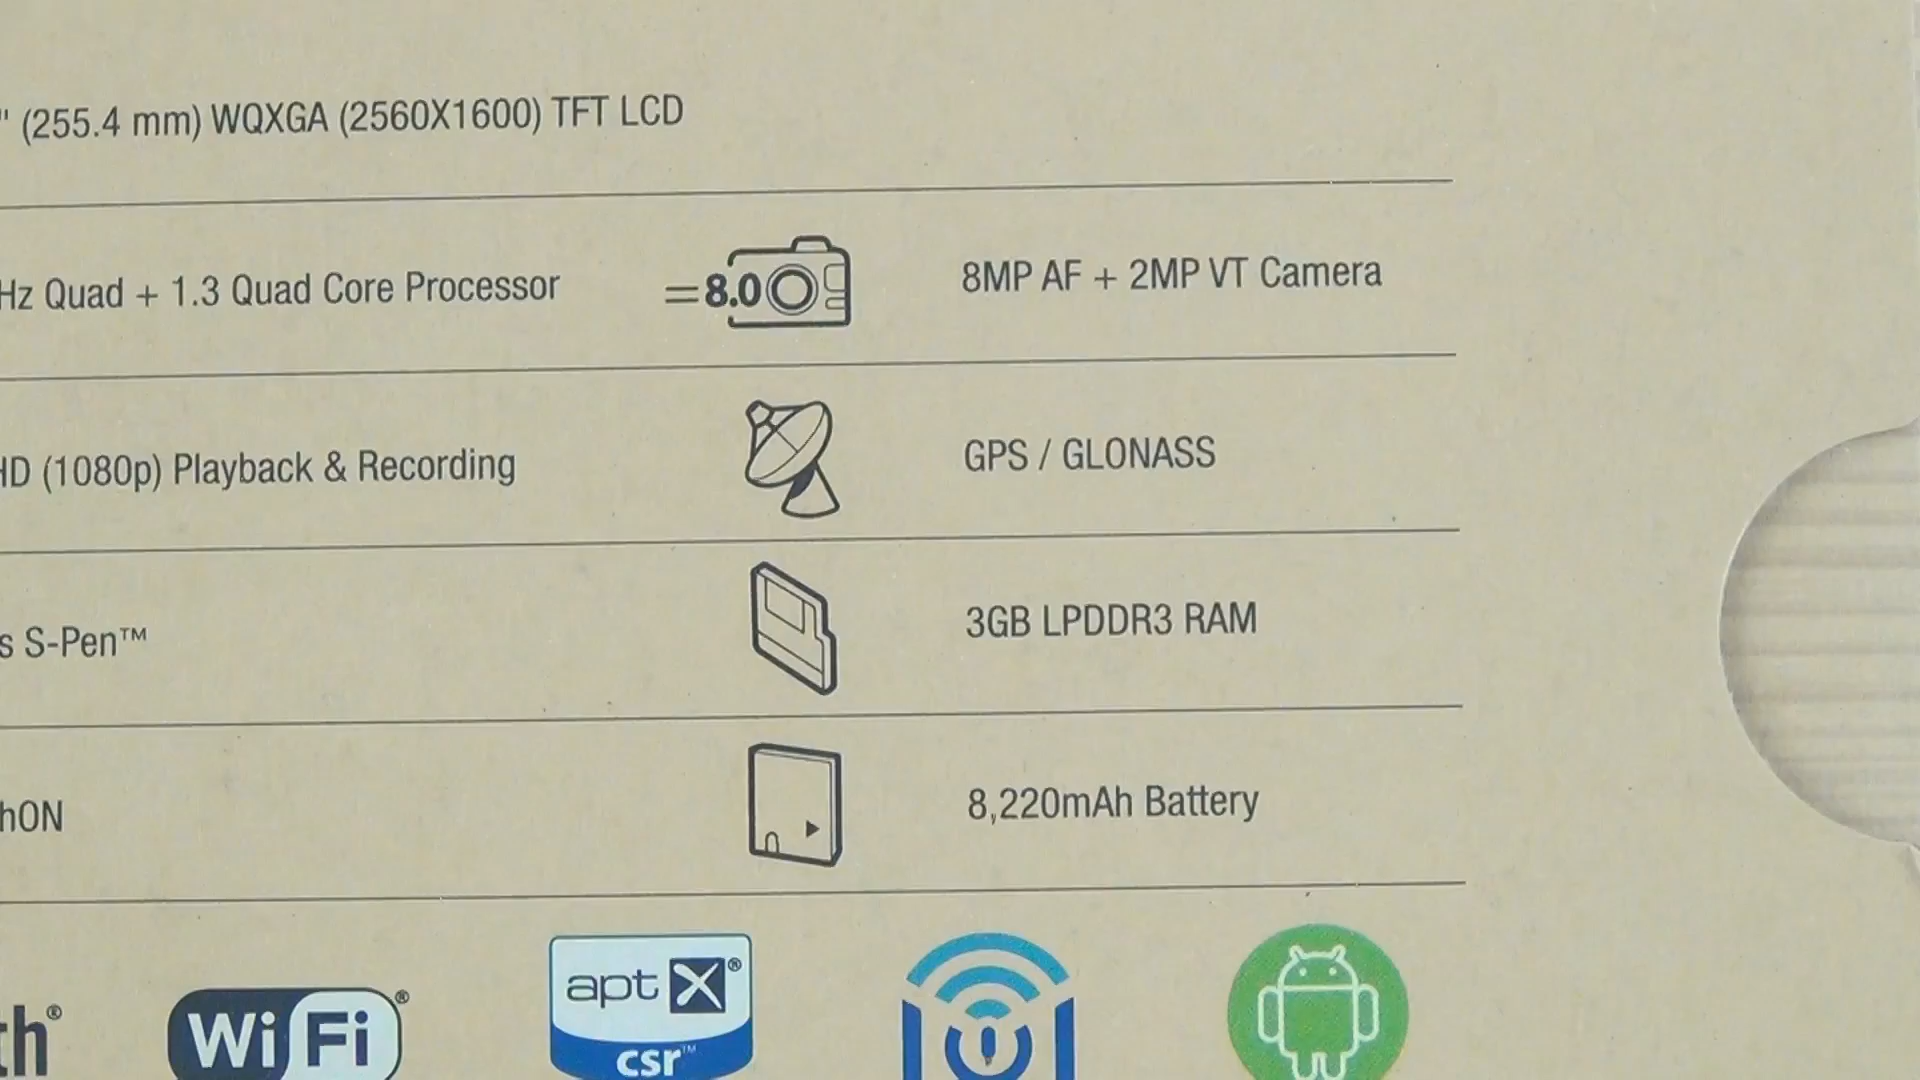 " (255.4 mm) WQXGA (2560X1600) TFT LCD
Hz Quad + 1.3 Quad Core Processor
=8.0
8MP AF + 2MP VT Camera
HD (1080p) Playback & Recording
GPS / GLONASS
s S-Pen™
3GB LPDDR3 RAM
hON
8,220mAh Battery
th®
Wi Fi®
aptX®
csr™